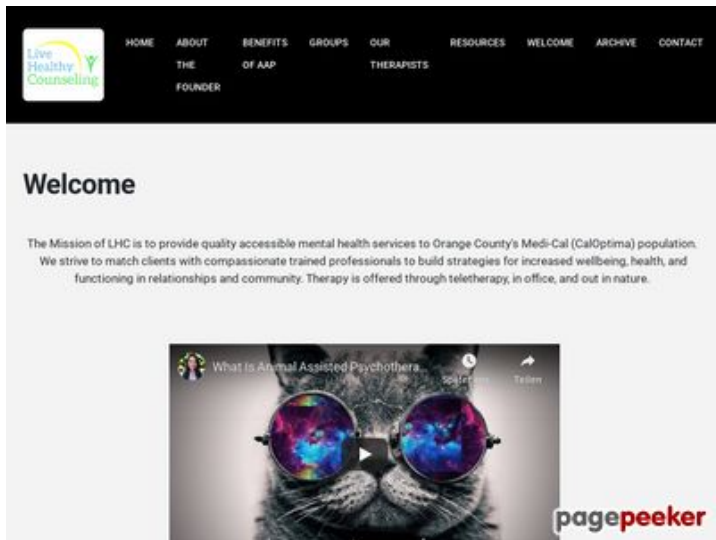 Live
Healthy
Counseling
HOME
ABOUT
THE
FOUNDER
BENEFITS
OF AAP
GROUPS
OUR
THERAPISTS
RESOURCES
WELCOME
ARCHIVE
CONTACT
Welcome
The Mission of LHC is to provide quality accessible mental health services to Orange County's Medi-Cal (CalOptima) population.
We strive to match clients with compassionate trained professionals to build strategies for increased wellbeing, health, and
functioning in relationships and community. Therapy is offered through teletherapy, in office, and out in nature.
What Is Animal Assisted Psychothera...
Teilen
pagepeeker